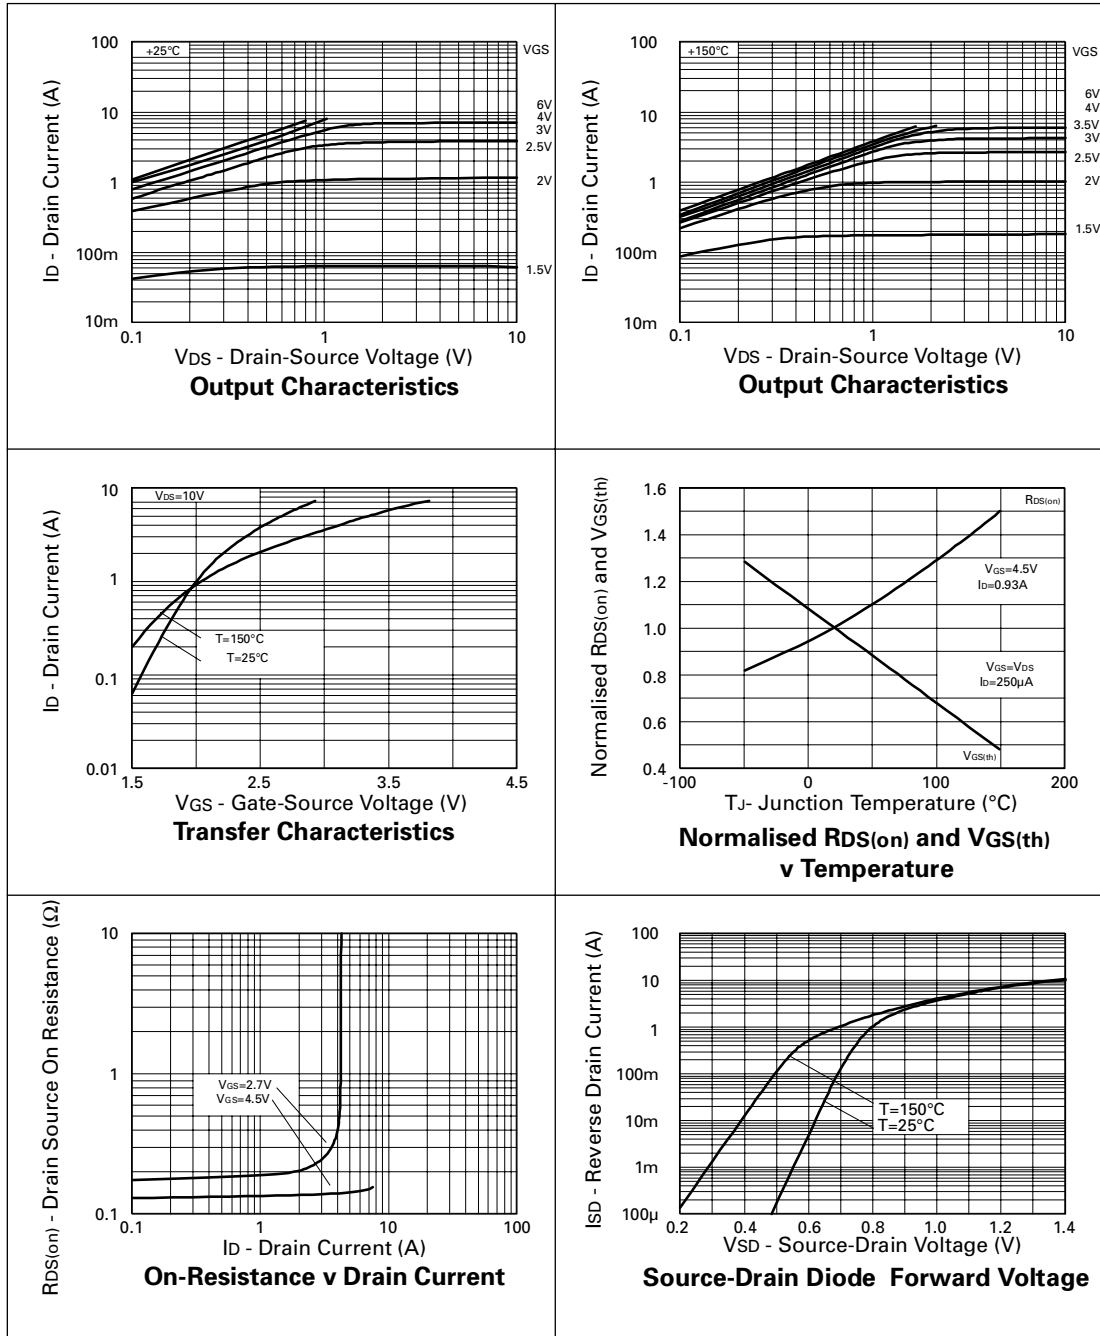 +25°C
VGS
100
10
1
100m
10m
6V
4V
3V
2.5V
2V
1.5V
0.1
1
10
ID - Drain Current (A)
VDS - Drain-Source Voltage (V)
Output Characteristics
+150°C
VGS
100
10
1
100m
10m
6V
4V
3.5V
3V
2.5V
2V
1.5V
0.1
1
10
ID - Drain Current (A)
VDS - Drain-Source Voltage (V)
Output Characteristics
VDS=10V
10
1
0.1
0.01
T=150°C
T=25°C
1.5
2.5
3.5
4.5
ID - Drain Current (A)
VGS - Gate-Source Voltage (V)
Transfer Characteristics
1.6
1.4
1.2
1.0
0.8
0.6
0.4
RDS(on)
VGS=4.5V
ID=0.93A
VGS=VDS
ID=250µA
VGS(th)
-100
0
100
200
Normalised RDS(on) and VGS(th)
TJ- Junction Temperature (°C)
Normalised RDS(on) and VGS(th)
v Temperature
10
1
0.1
VGS=2.7V
VGS=4.5V
0.1
1
10
100
RDS(on) - Drain Source On Resistance (Ω)
ID - Drain Current (A)
On-Resistance v Drain Current
100
10
1
100m
10m
1m
100µ
T=150°C
T=25°C
0.2
0.4
0.6
0.8
1.0
1.2
1.4
ISD - Reverse Drain Current (A)
VSD - Source-Drain Voltage (V)
Source-Drain Diode Forward Voltage